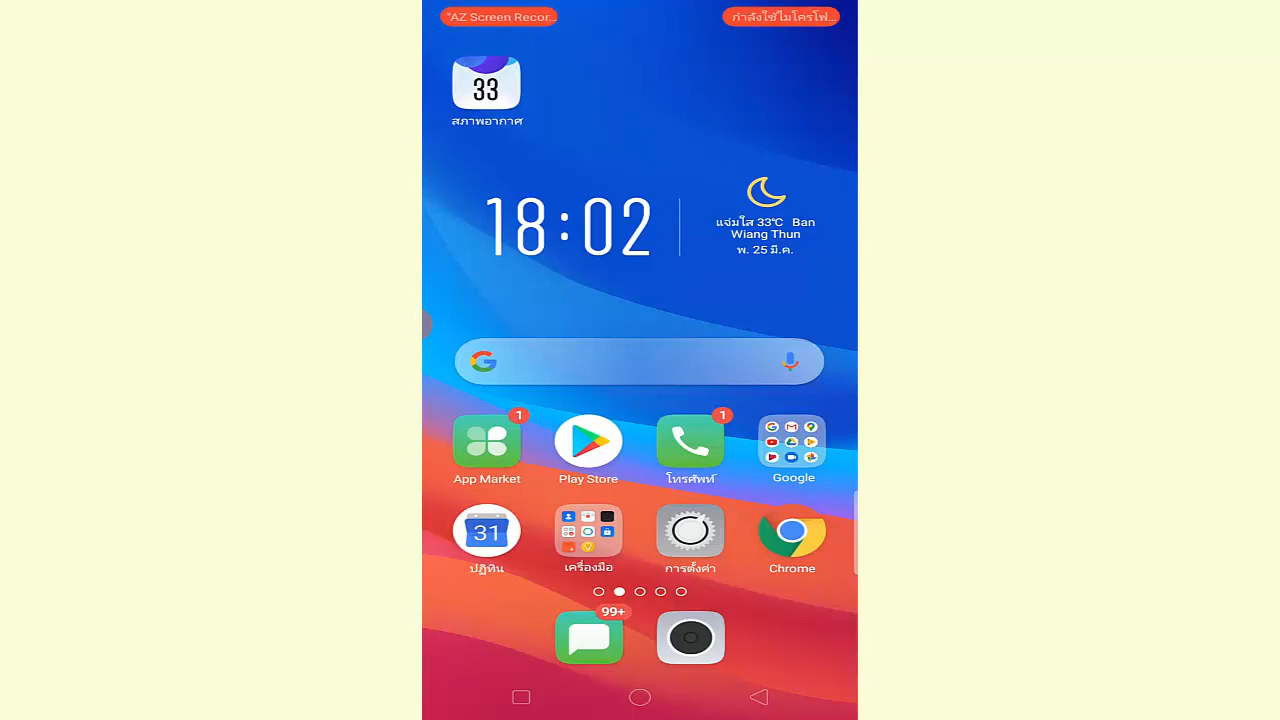 "AZ Screen Recor...
กำลังใช้ไมโครโฟ...
33
สภาพอากาศ
18:02
แจ่มใส 33°C Ban
Wiang Thun
พ. 25 มี.ค.
1
1
App Market
Play Store
โทรศัพท์
Google
31
ปฏิทิน
เครื่องมือ
การตั้งค่า
Chrome
99+